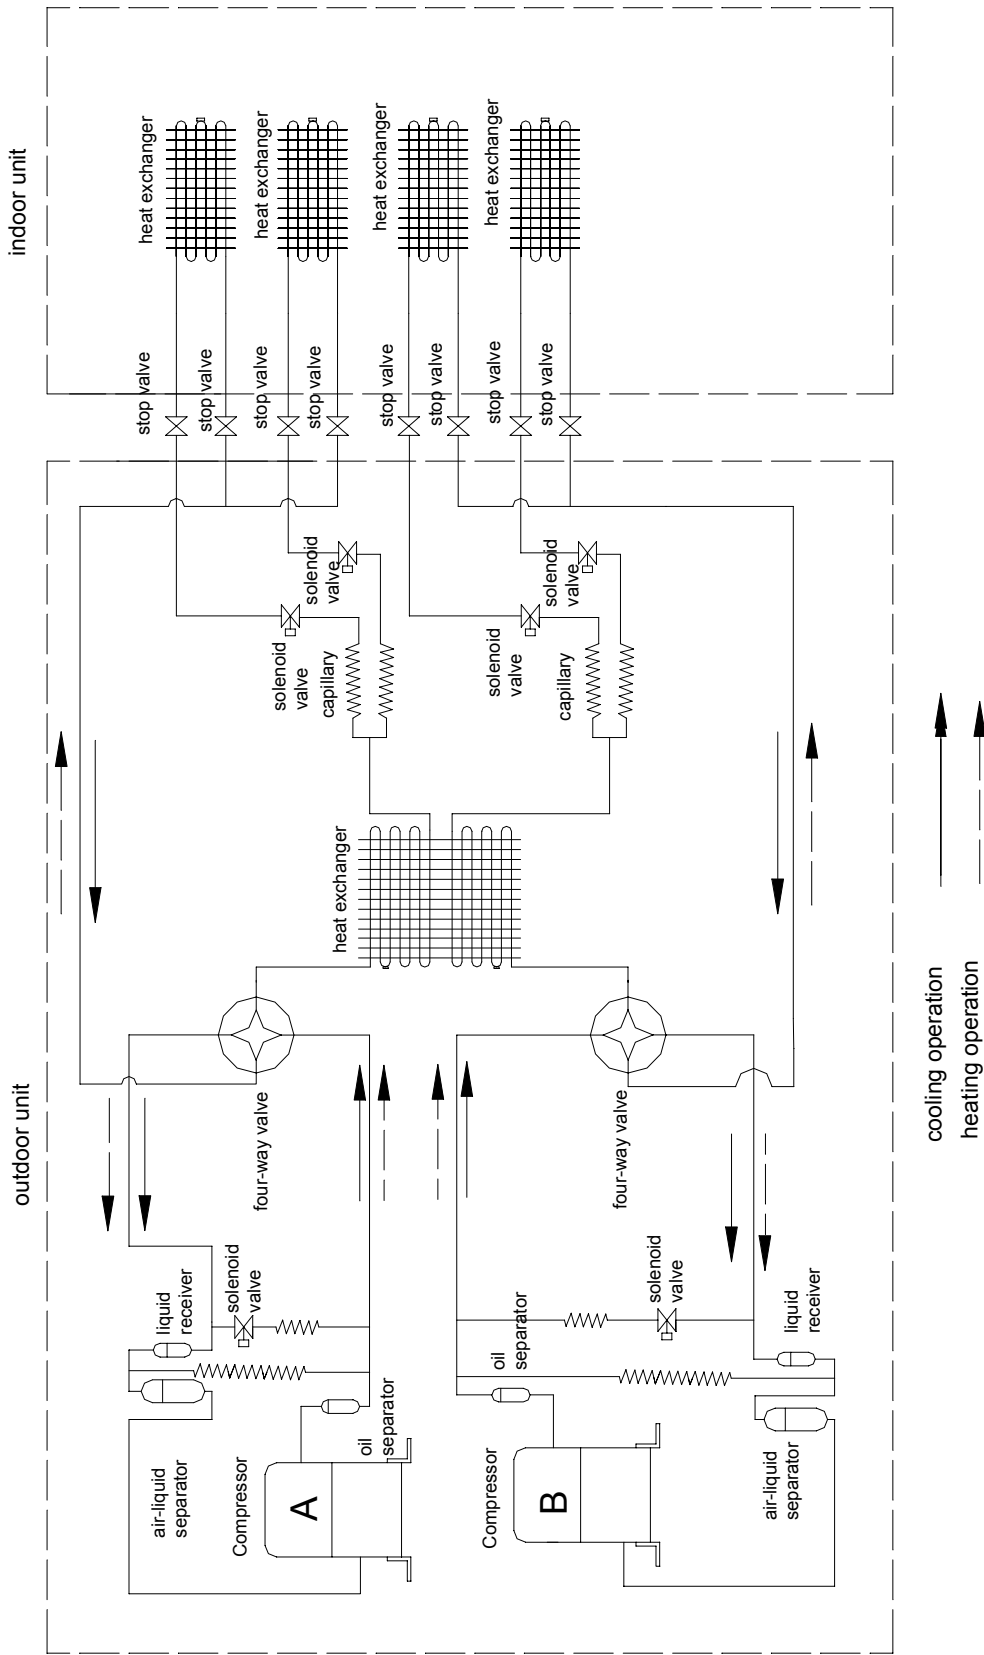 indoor unit
heat exchanger
heat exchanger
heat exchanger
heat exchanger
stop valve
stop valve
stop valve
stop valve
stop valve
stop valve
stop valve
stop valve
outdoor unit
solenoid
valve
solenoid
valve
capillary
solenoid
valve
solenoid
valve
capillary
heat exchanger
four-way valve
four-way valve
liquid
receiver
solenoid
valve
oil
separator
solenoid
valve
liquid
receiver
air-liquid
separator
Compressor
A
oil
separator
Compressor
B
air-liquid
separator
cooling operation
heating operation